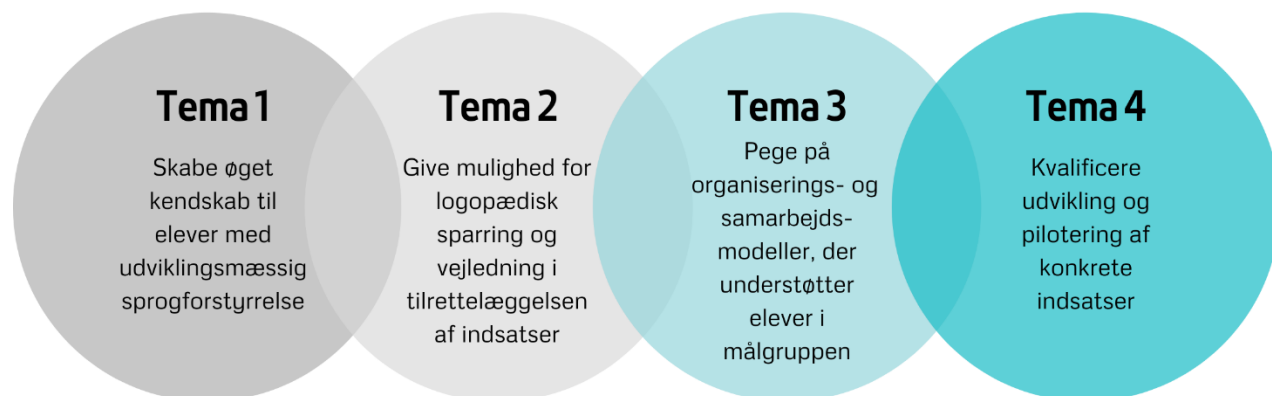 Tema 1
Skabe øget
kendskab til
elever med
udviklingsmæssig
sprogforstyrrelse
Tema 2
Give mulighed for
logopædisk
sparring og
vejledning i
tilrettelæggelsen
af indsatser
Tema 3
Pege på
organiserings- og
samarbejds-
modeller, der
understøtter
elever i
målgruppen
Tema 4
Kvalificere
udvikling og
pilotering af
konkrete
indsatser